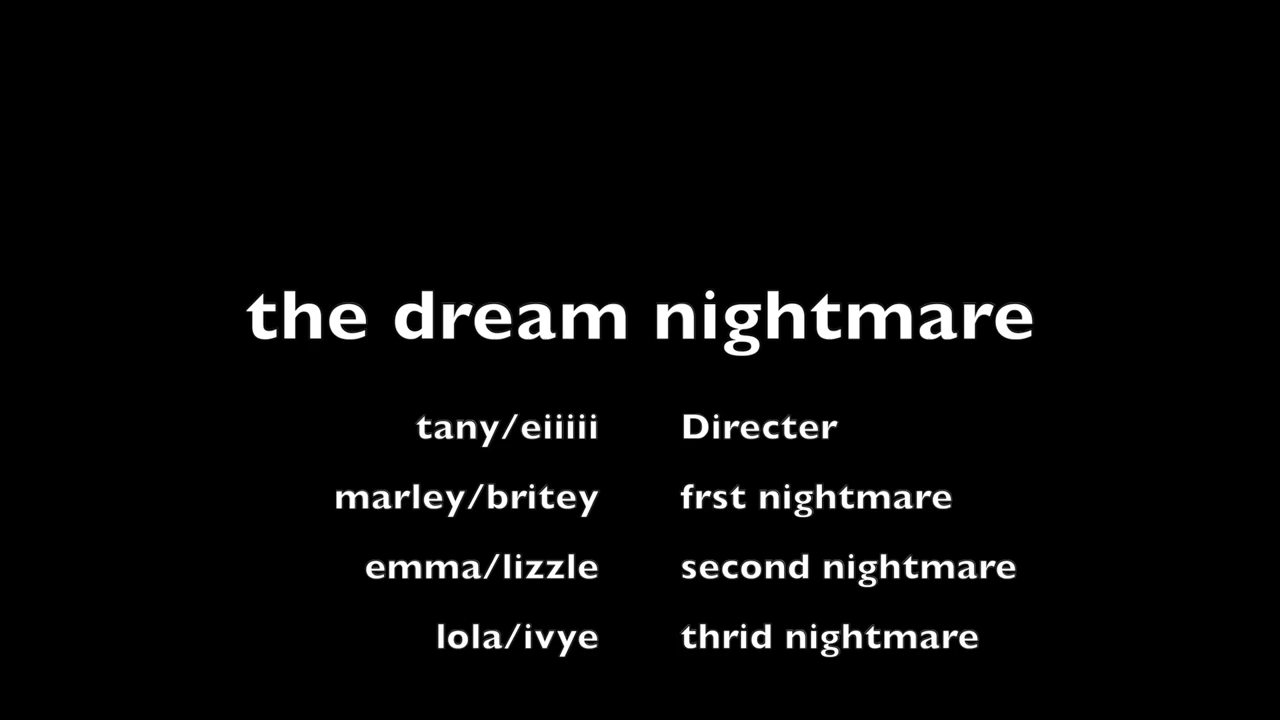 the dream nightmare
tany/eiiiii Directer
marley/britey frst nightmare
emma/lizzle second nightmare
lola/ivye thrid nightmare